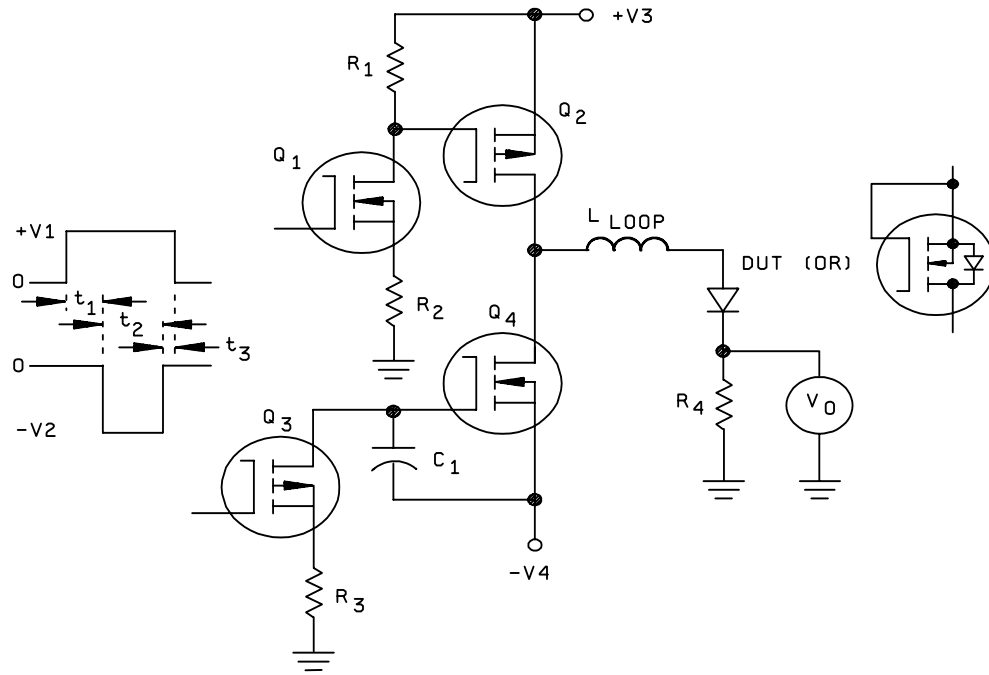 +V3
R1
Q2
Q1
L LOOP
+V1
DUT (OR)
0
t1
R2
t2
Q4
t3
0
R4
VO
-V2
Q3
C1
-V4
R3